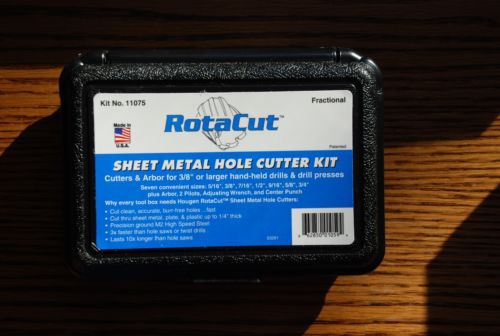 Kit No. 11075
Fractional
Made in
U.S.A.
RotaCut™
Patented
SHEET METAL HOLE CUTTER KIT
Cutters & Arbor for 3/8" or larger hand-held drills & drill presses
Seven convenient sizes: 5/16", 3/8", 7/16", 1/2", 9/16", 5/8", 3/4"
plus Arbor, 2 Pilots, Adjusting Wrench, and Center Punch
Why every tool box needs Hougen RotaCut™ Sheet Metal Hole Cutters:
• Cut clean, accurate, burr-free holes ...fast
• Cut thru sheet metal, plate, & plastic up to 1/4" thick
• Precision ground M2 High Speed Steel
• 3x faster than hole saws or twist drills
• Lasts 10x longer than hole saws